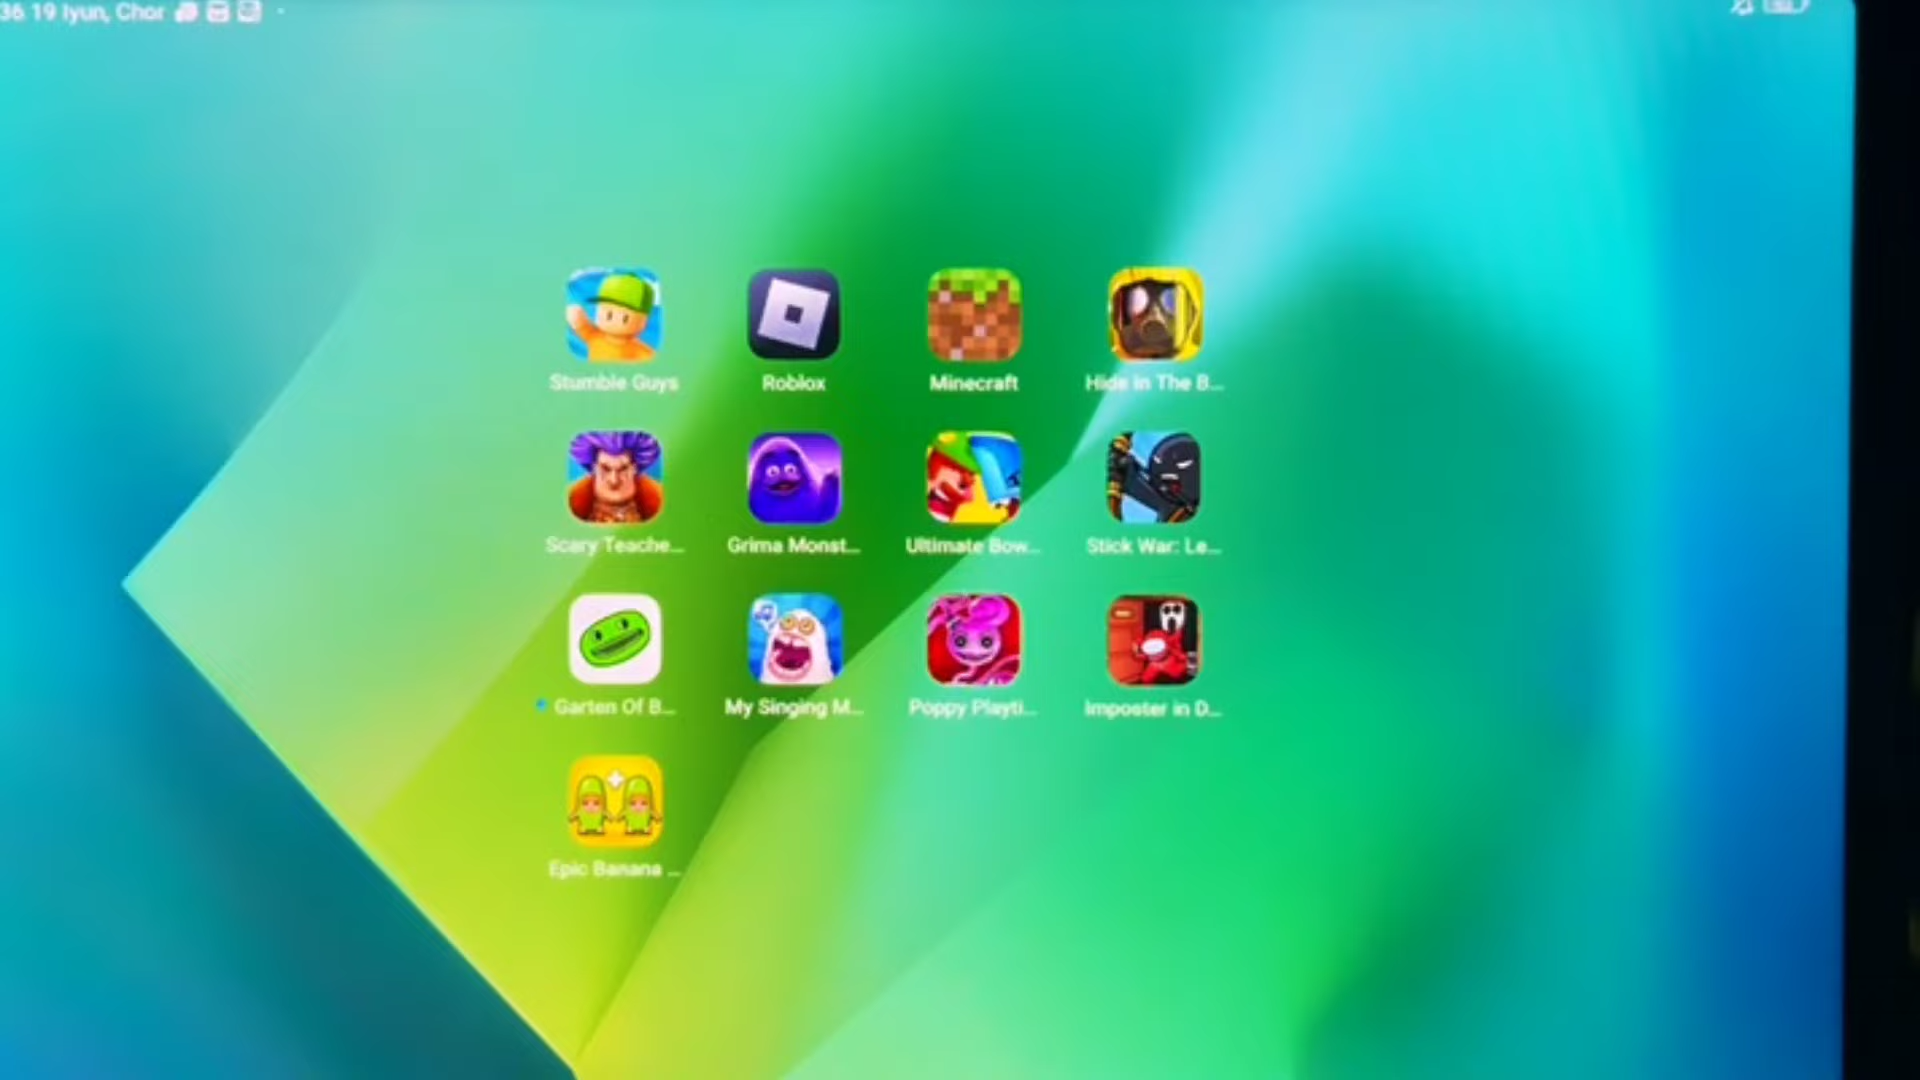 36 19 Iyun, Chor
Stumble Guys
Roblox
Minecraft
Hide in The B...
Scary Teache...
Grima Monst...
Ultimate Bow...
Stick War: Le...
Garten Of B...
My Singing M...
Poppy Playti...
Imposter in D...
Epic Banana ...